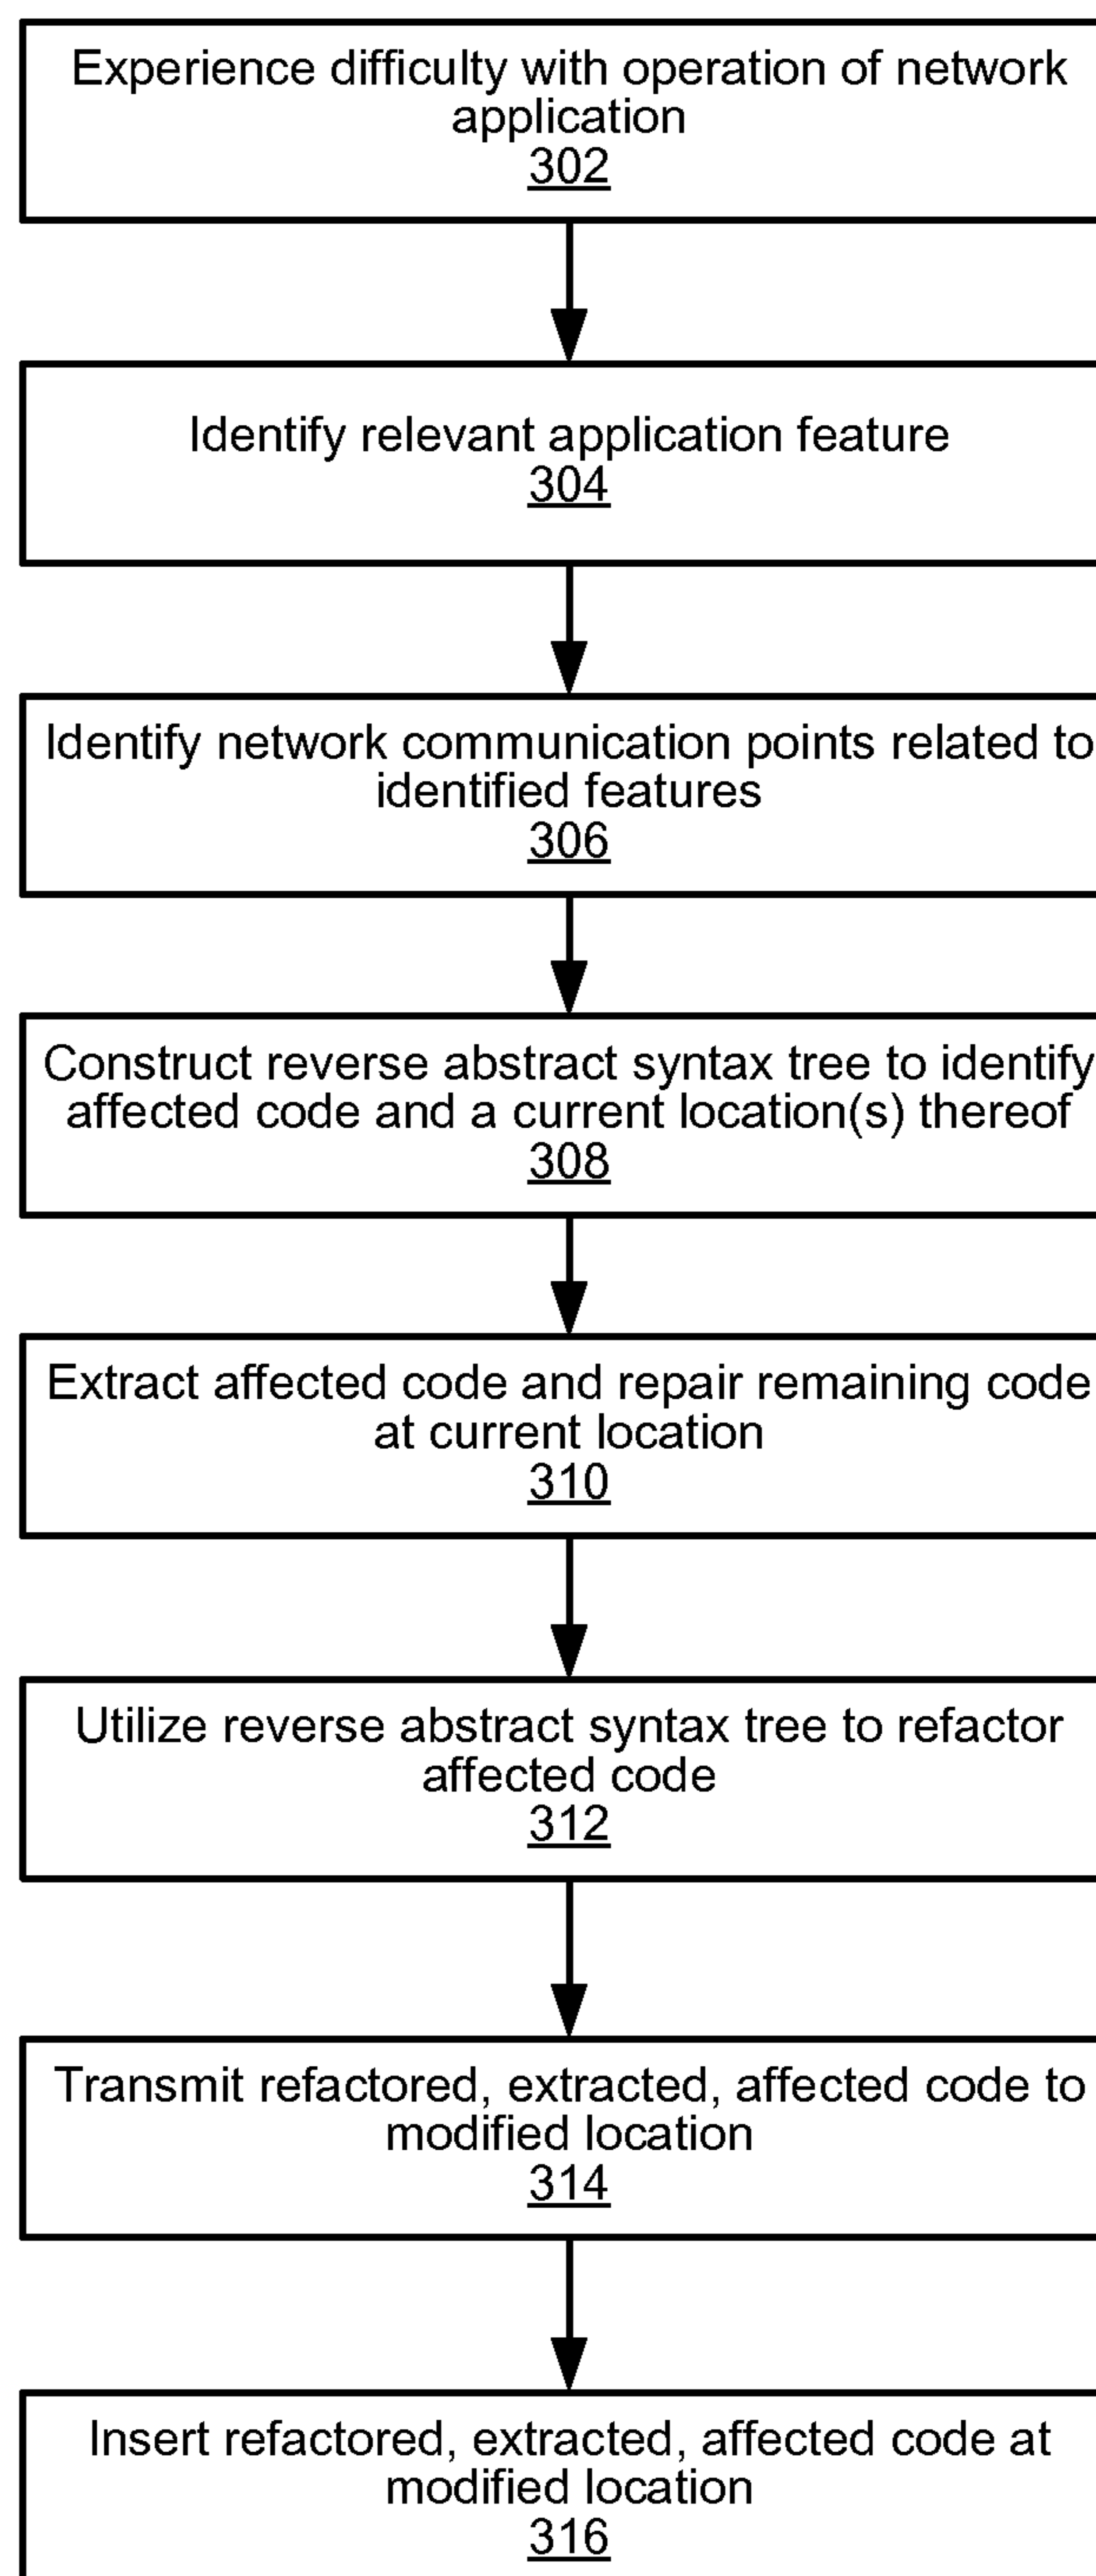 Experience difficulty with operation of network
application
302
Identify relevant application feature
304
Identify network communication points related to
identified features
306
Construct reverse abstract syntax tree to identify
affected code and a current location(s) thereof
308
Extract affected code and repair remaining code
at current location
310
Utilize reverse abstract syntax tree to refactor
affected code
312
Transmit refactored, extracted, affected code to
modified location
314
Insert refactored, extracted, affected code at
modified location
316